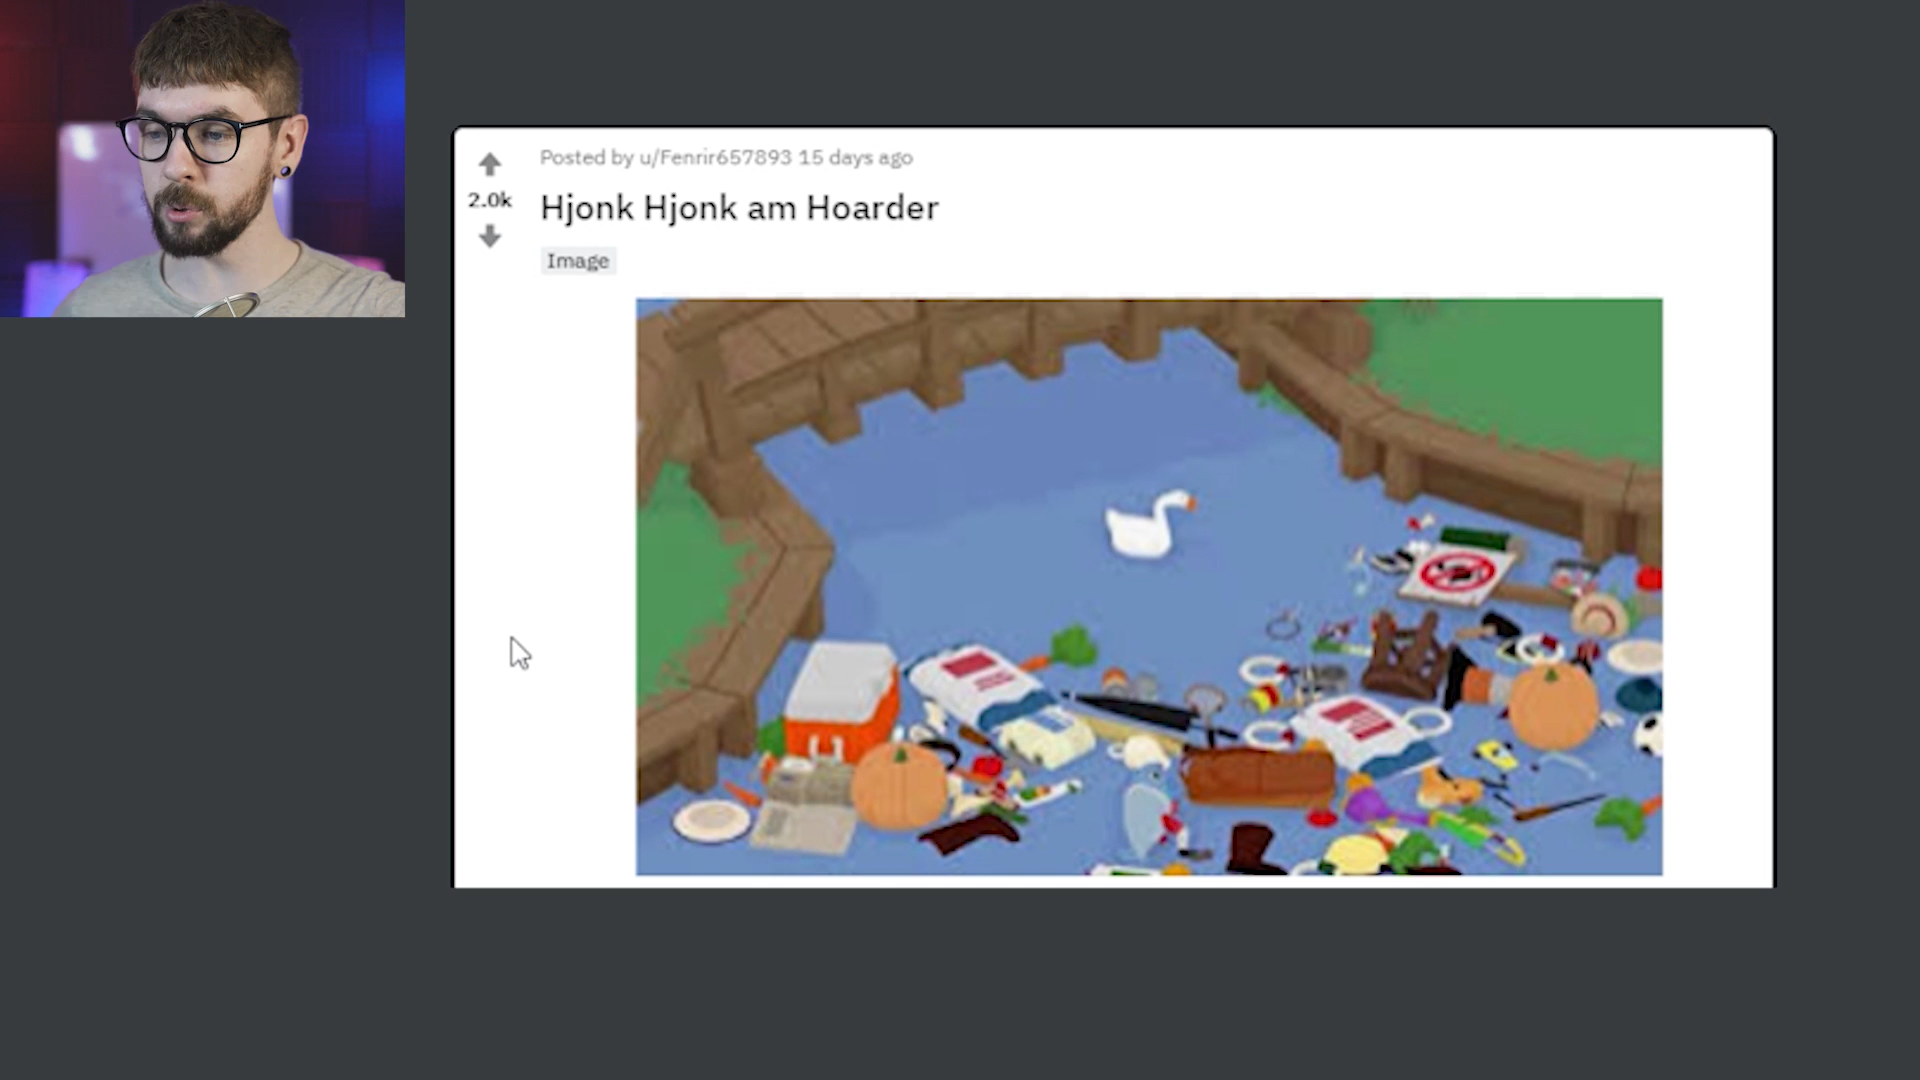 Posted by u/Fenrir657893 15 days ago
2.0k
Hjonk Hjonk am Hoarder
Image